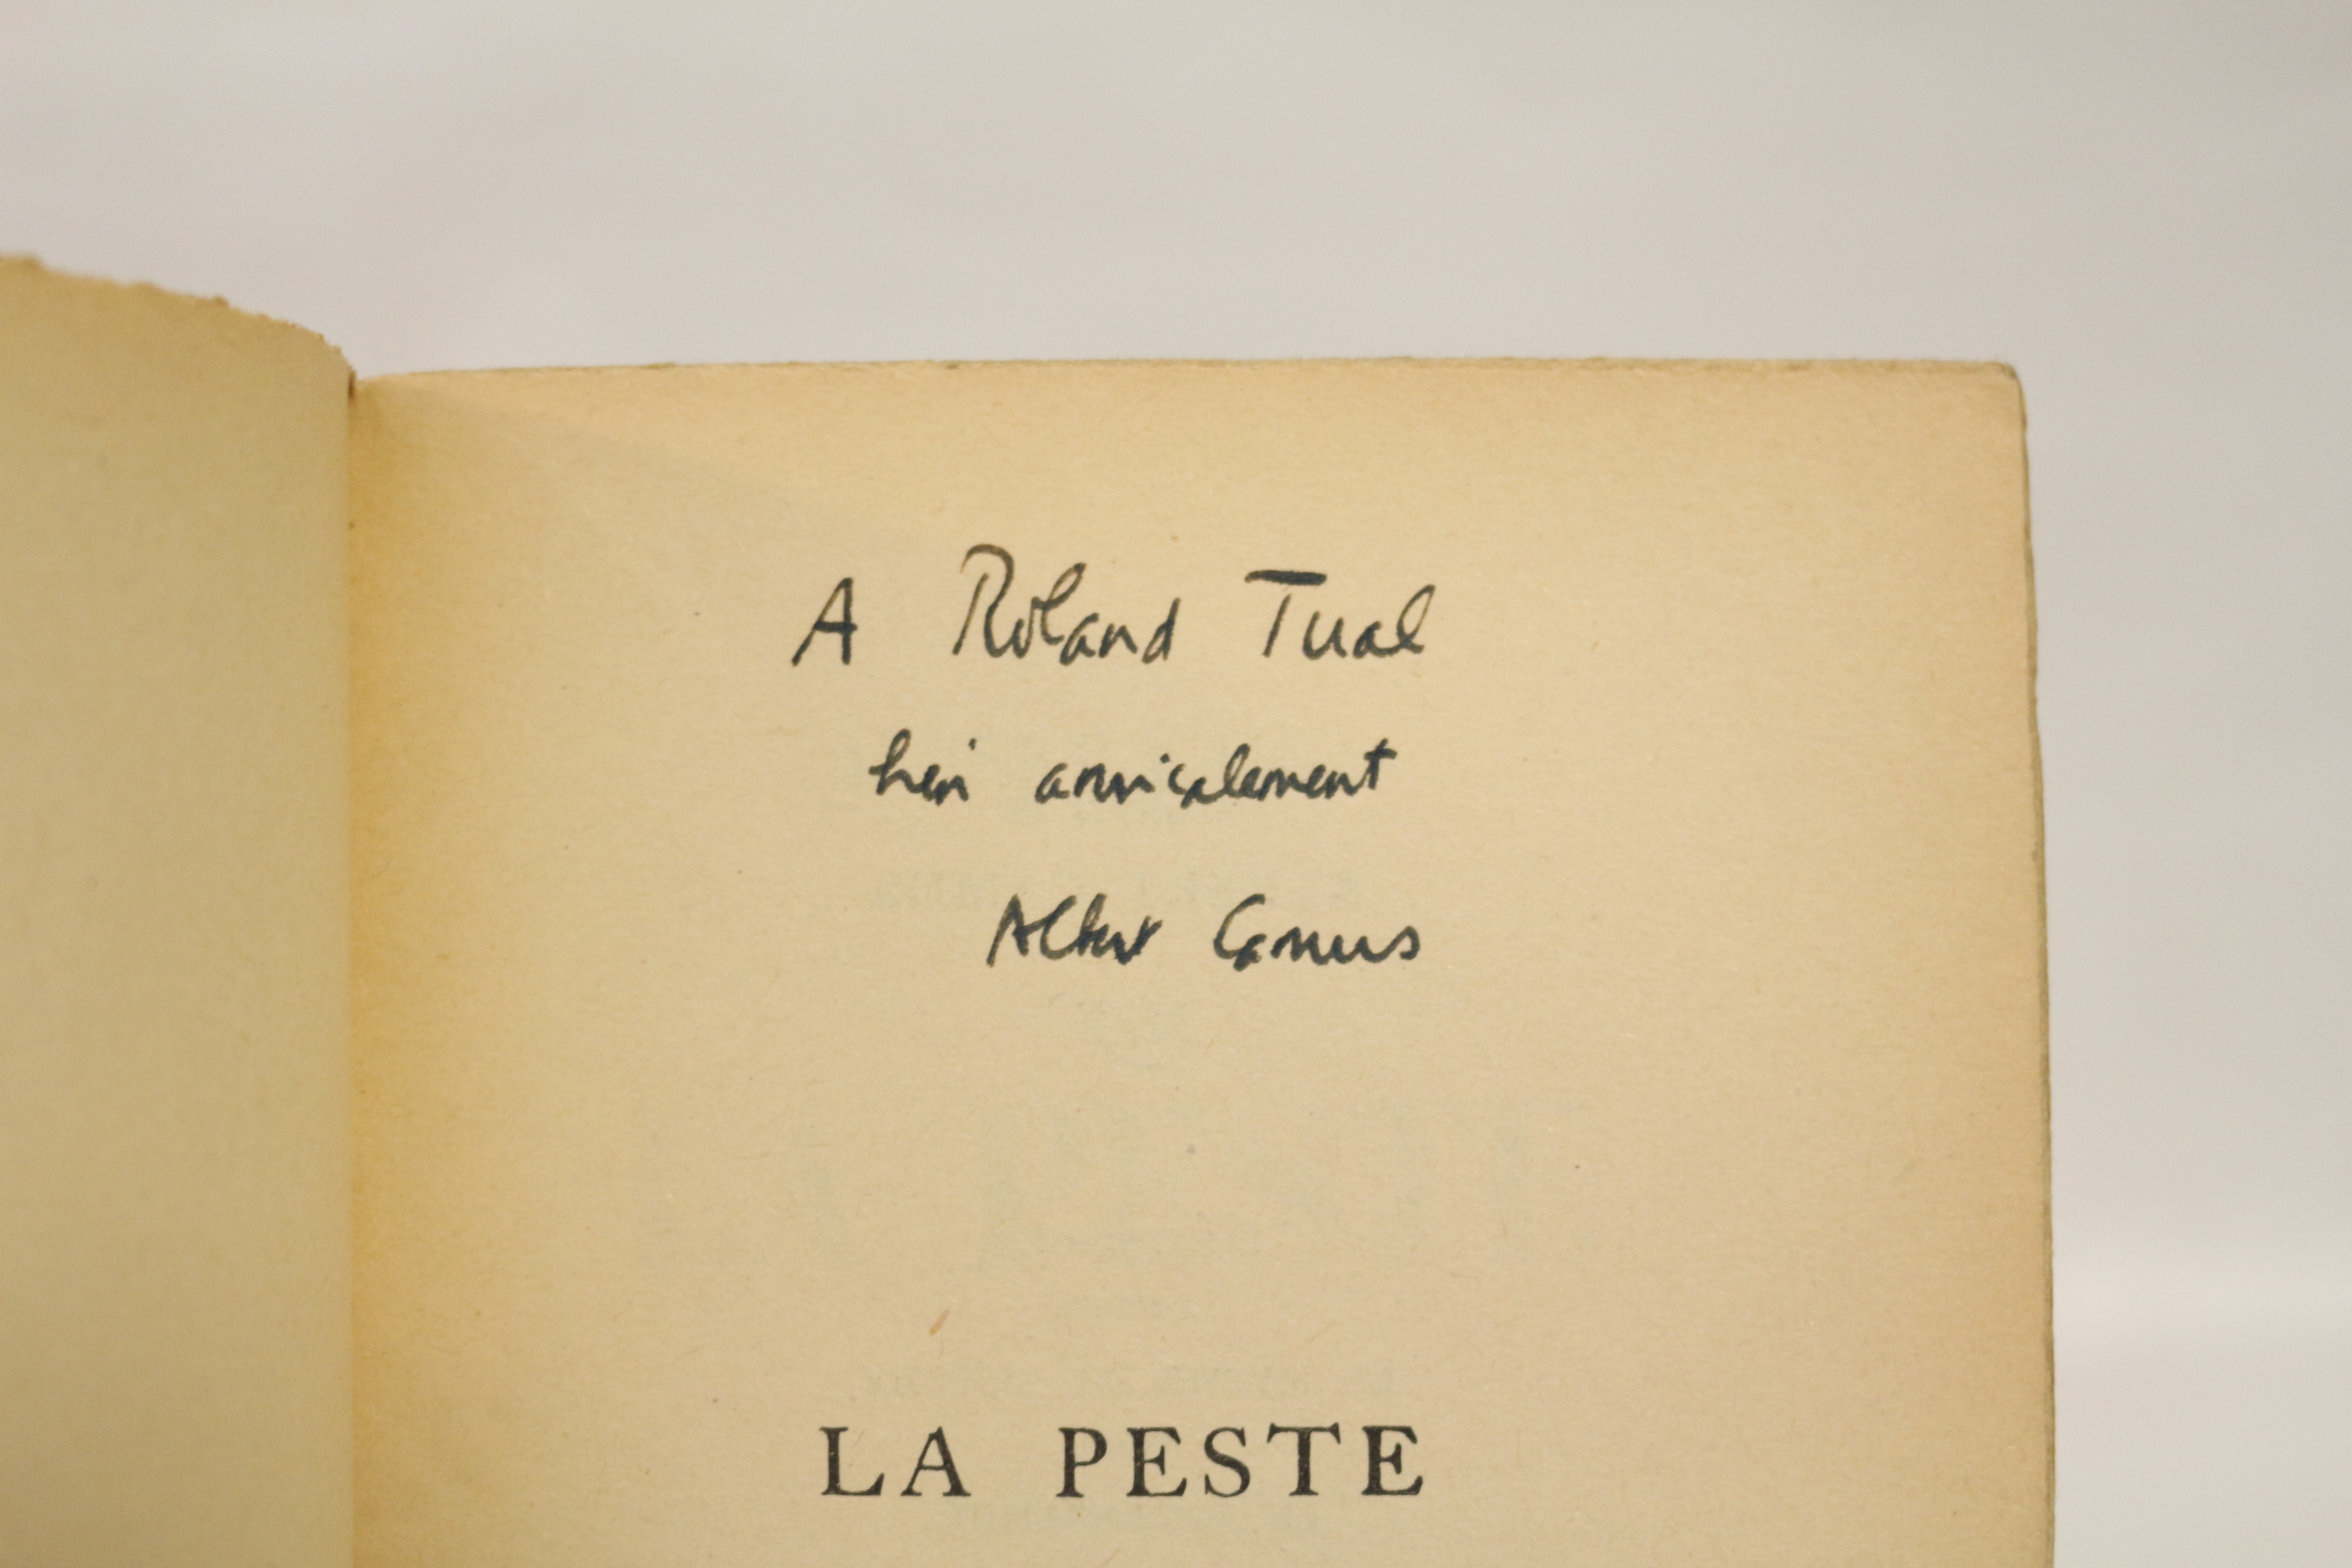 A Roland Tual
bien amicalement
Albert Camus
LA PESTE